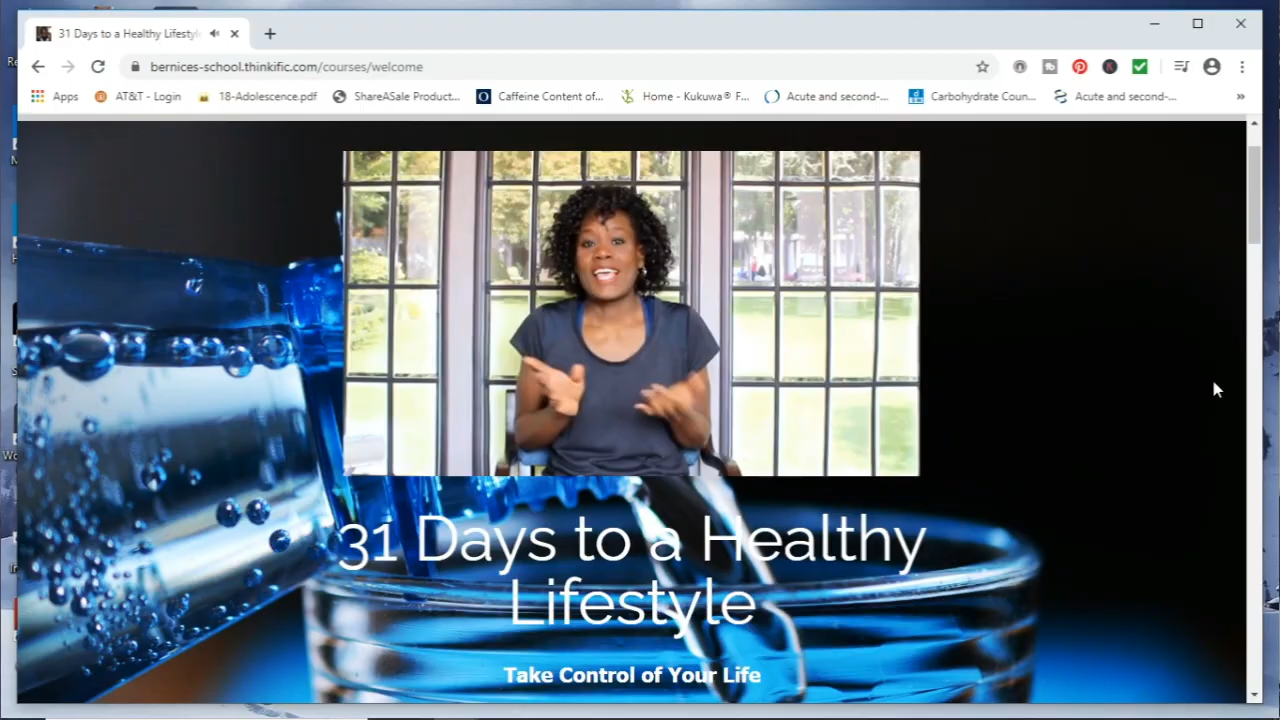 31 Days to a Healthy Lifestyl
bernices-school.thinkific.com/courses/welcome
Apps AT&T - Login 18-Adolescence.pdf ShareASale Product... Caffeine Content of... Home - Kukuwa® F... Acute and second-... Carbohydrate Coun... Acute and second-... »
31 Days to a Healthy
Lifestyle
Take Control of Your Life